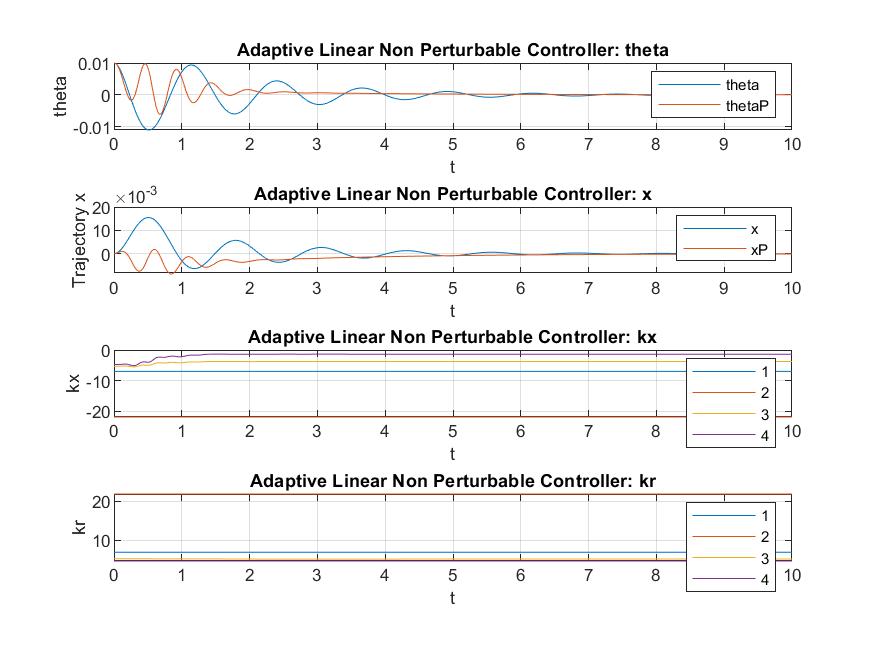 Adaptive Linear Non Perturbable Controller: theta
0.01
0
-0.01
theta
theta
thetaP
0 1 2 3 4 5 6 7 8 9 10
t
Adaptive Linear Non Perturbable Controller: x
×10-3
20
10
0
Trajectory x
x
xP
0 1 2 3 4 5 6 7 8 9 10
t
Adaptive Linear Non Perturbable Controller: kx
0
-10
-20
kx
1
2
3
4
0 1 2 3 4 5 6 7 8 9 10
t
Adaptive Linear Non Perturbable Controller: kr
20
10
kr
1
2
3
4
0 1 2 3 4 5 6 7 8 10
t